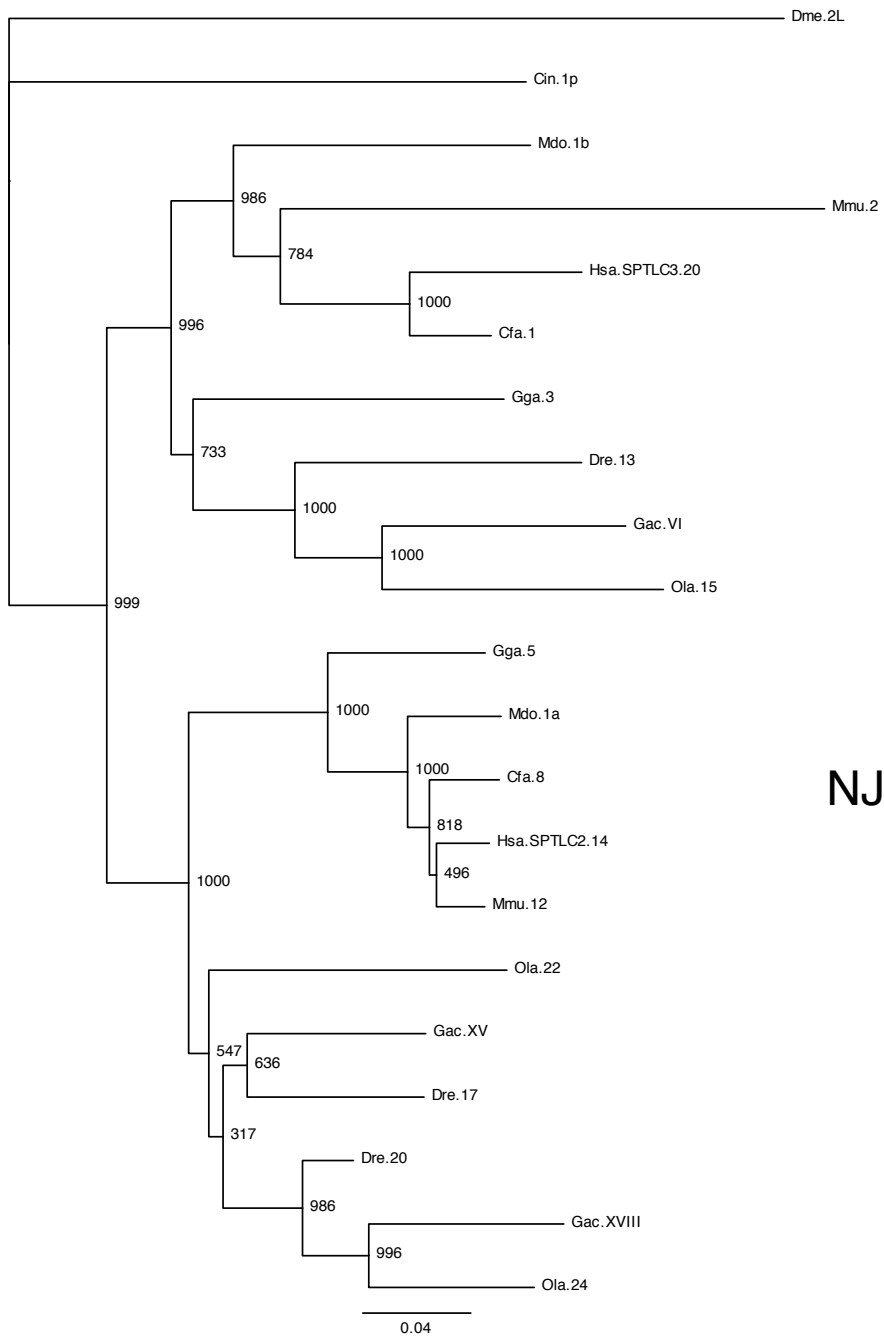 Dme.2L
Cin.1p
Mdo.1b
986
Mmu.2
784
Hsa.SPTLC3.20
1000
996
Cfa.1
Gga.3
733
Dre.13
1000
Gac.VI
1000
Ola.15
999
Gga.5
1000
Mdo.1a
1000
Cfa.8
NJ
818
Hsa.SPTLC2.14
496
1000
Mmu.12
Ola.22
Gac.XV
547
636
Dre.17
317
Dre.20
986
Gac.XVIII
996
Ola.24
0.04